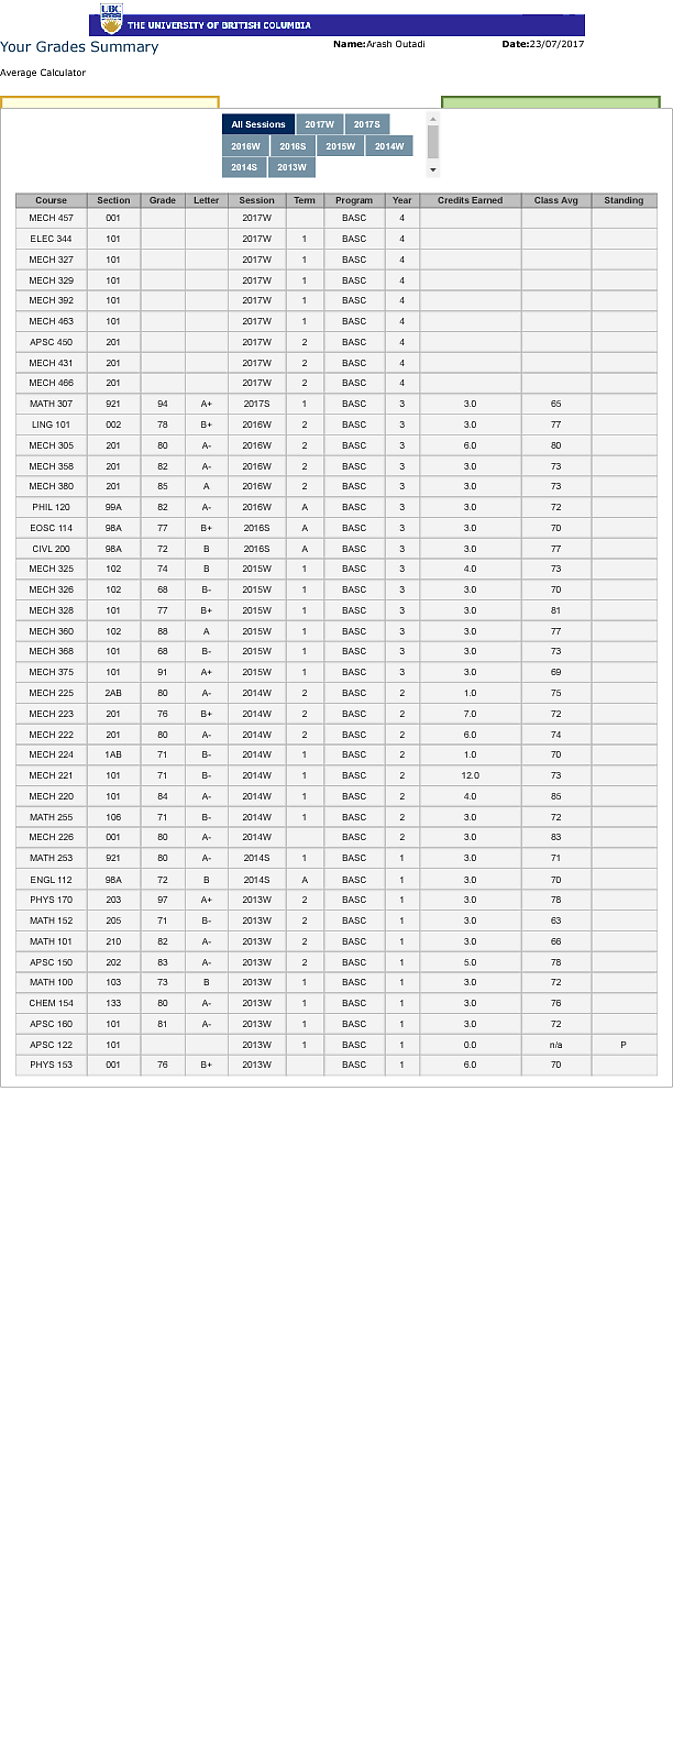 UBC
THE UNIVERSITY OF BRITISH COLUMBIA
Your Grades Summary Name:Arash Outadi Date:23/07/2017
Average Calculator
All Sessions 2017W 2017S
2016W 2016S 2015W 2014W
2014S 2013W
Course Section Grade Letter Session Term Program Year Credits Earned Class Avg Standing
MECH 457 001 2017W BASC 4
ELEC 344 101 2017W 1 BASC 4
MECH 327 101 2017W 1 BASC 4
MECH 329 101 2017W 1 BASC 4
MECH 392 101 2017W 1 BASC 4
MECH 463 101 2017W 1 BASC 4
APSC 450 201 2017W 2 BASC 4
MECH 431 201 2017W 2 BASC 4
MECH 466 201 2017W 2 BASC 4
MATH 307 921 94 A+ 2017S 1 BASC 3 3.0 65
LING 101 002 78 B+ 2016W 2 BASC 3 3.0 77
MECH 305 201 80 A- 2016W 2 BASC 3 6.0 80
MECH 358 201 82 A- 2016W 2 BASC 3 3.0 73
MECH 380 201 85 A 2016W 2 BASC 3 3.0 73
PHIL 120 99A 82 A- 2016W A BASC 3 3.0 72
EOSC 114 98A 77 B+ 2016S A BASC 3 3.0 70
CIVL 200 98A 72 B 2016S A BASC 3 3.0 77
MECH 325 102 74 B 2015W 1 BASC 3 4.0 73
MECH 326 102 68 B- 2015W 1 BASC 3 3.0 70
MECH 328 101 77 B+ 2015W 1 BASC 3 3.0 81
MECH 360 102 88 A 2015W 1 BASC 3 3.0 77
MECH 368 101 68 B- 2015W 1 BASC 3 3.0 73
MECH 375 101 91 A+ 2015W 1 BASC 3 3.0 69
MECH 225 2AB 80 A- 2014W 2 BASC 2 1.0 75
MECH 223 201 76 B+ 2014W 2 BASC 2 7.0 72
MECH 222 201 80 A- 2014W 2 BASC 2 6.0 74
MECH 224 1AB 71 B- 2014W 1 BASC 2 1.0 70
MECH 221 101 71 B- 2014W 1 BASC 2 12.0 73
MECH 220 101 84 A- 2014W 1 BASC 2 4.0 85
MATH 255 106 71 B- 2014W 1 BASC 2 3.0 72
MECH 226 001 80 A- 2014W BASC 2 3.0 83
MATH 253 921 80 A- 2014S 1 BASC 1 3.0 71
ENGL 112 98A 72 B 2014S A BASC 1 3.0 70
PHYS 170 203 97 A+ 2013W 2 BASC 1 3.0 78
MATH 152 205 71 B- 2013W 2 BASC 1 3.0 63
MATH 101 210 82 A- 2013W 2 BASC 1 3.0 66
APSC 150 202 83 A- 2013W 2 BASC 1 5.0 78
MATH 100 103 73 B 2013W 1 BASC 1 3.0 72
CHEM 154 133 80 A- 2013W 1 BASC 1 3.0 76
APSC 160 101 81 A- 2013W 1 BASC 1 3.0 72
APSC 122 101 2013W 1 BASC 1 0.0 n/a P
PHYS 153 001 76 B+ 2013W BASC 1 6.0 70